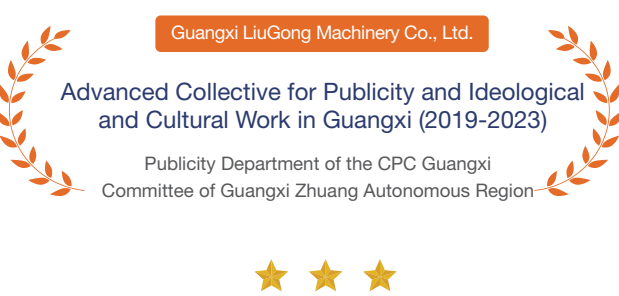 Guangxi LiuGong Machinery Co., Ltd.
Advanced Collective for Publicity and Ideological
and Cultural Work in Guangxi (2019-2023)
Publicity Department of the CPC Guangxi
Committee of Guangxi Zhuang Autonomous Region